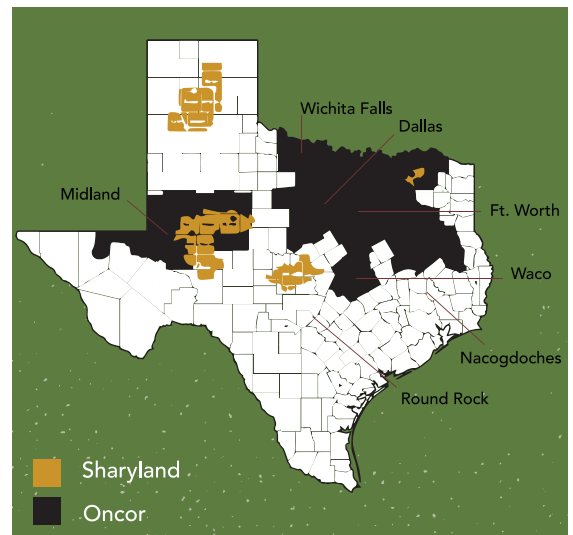 Wichita Falls
Dallas
Midland
Ft. Worth
Waco
Nacogdoches
Round Rock
Sharyland
Oncor